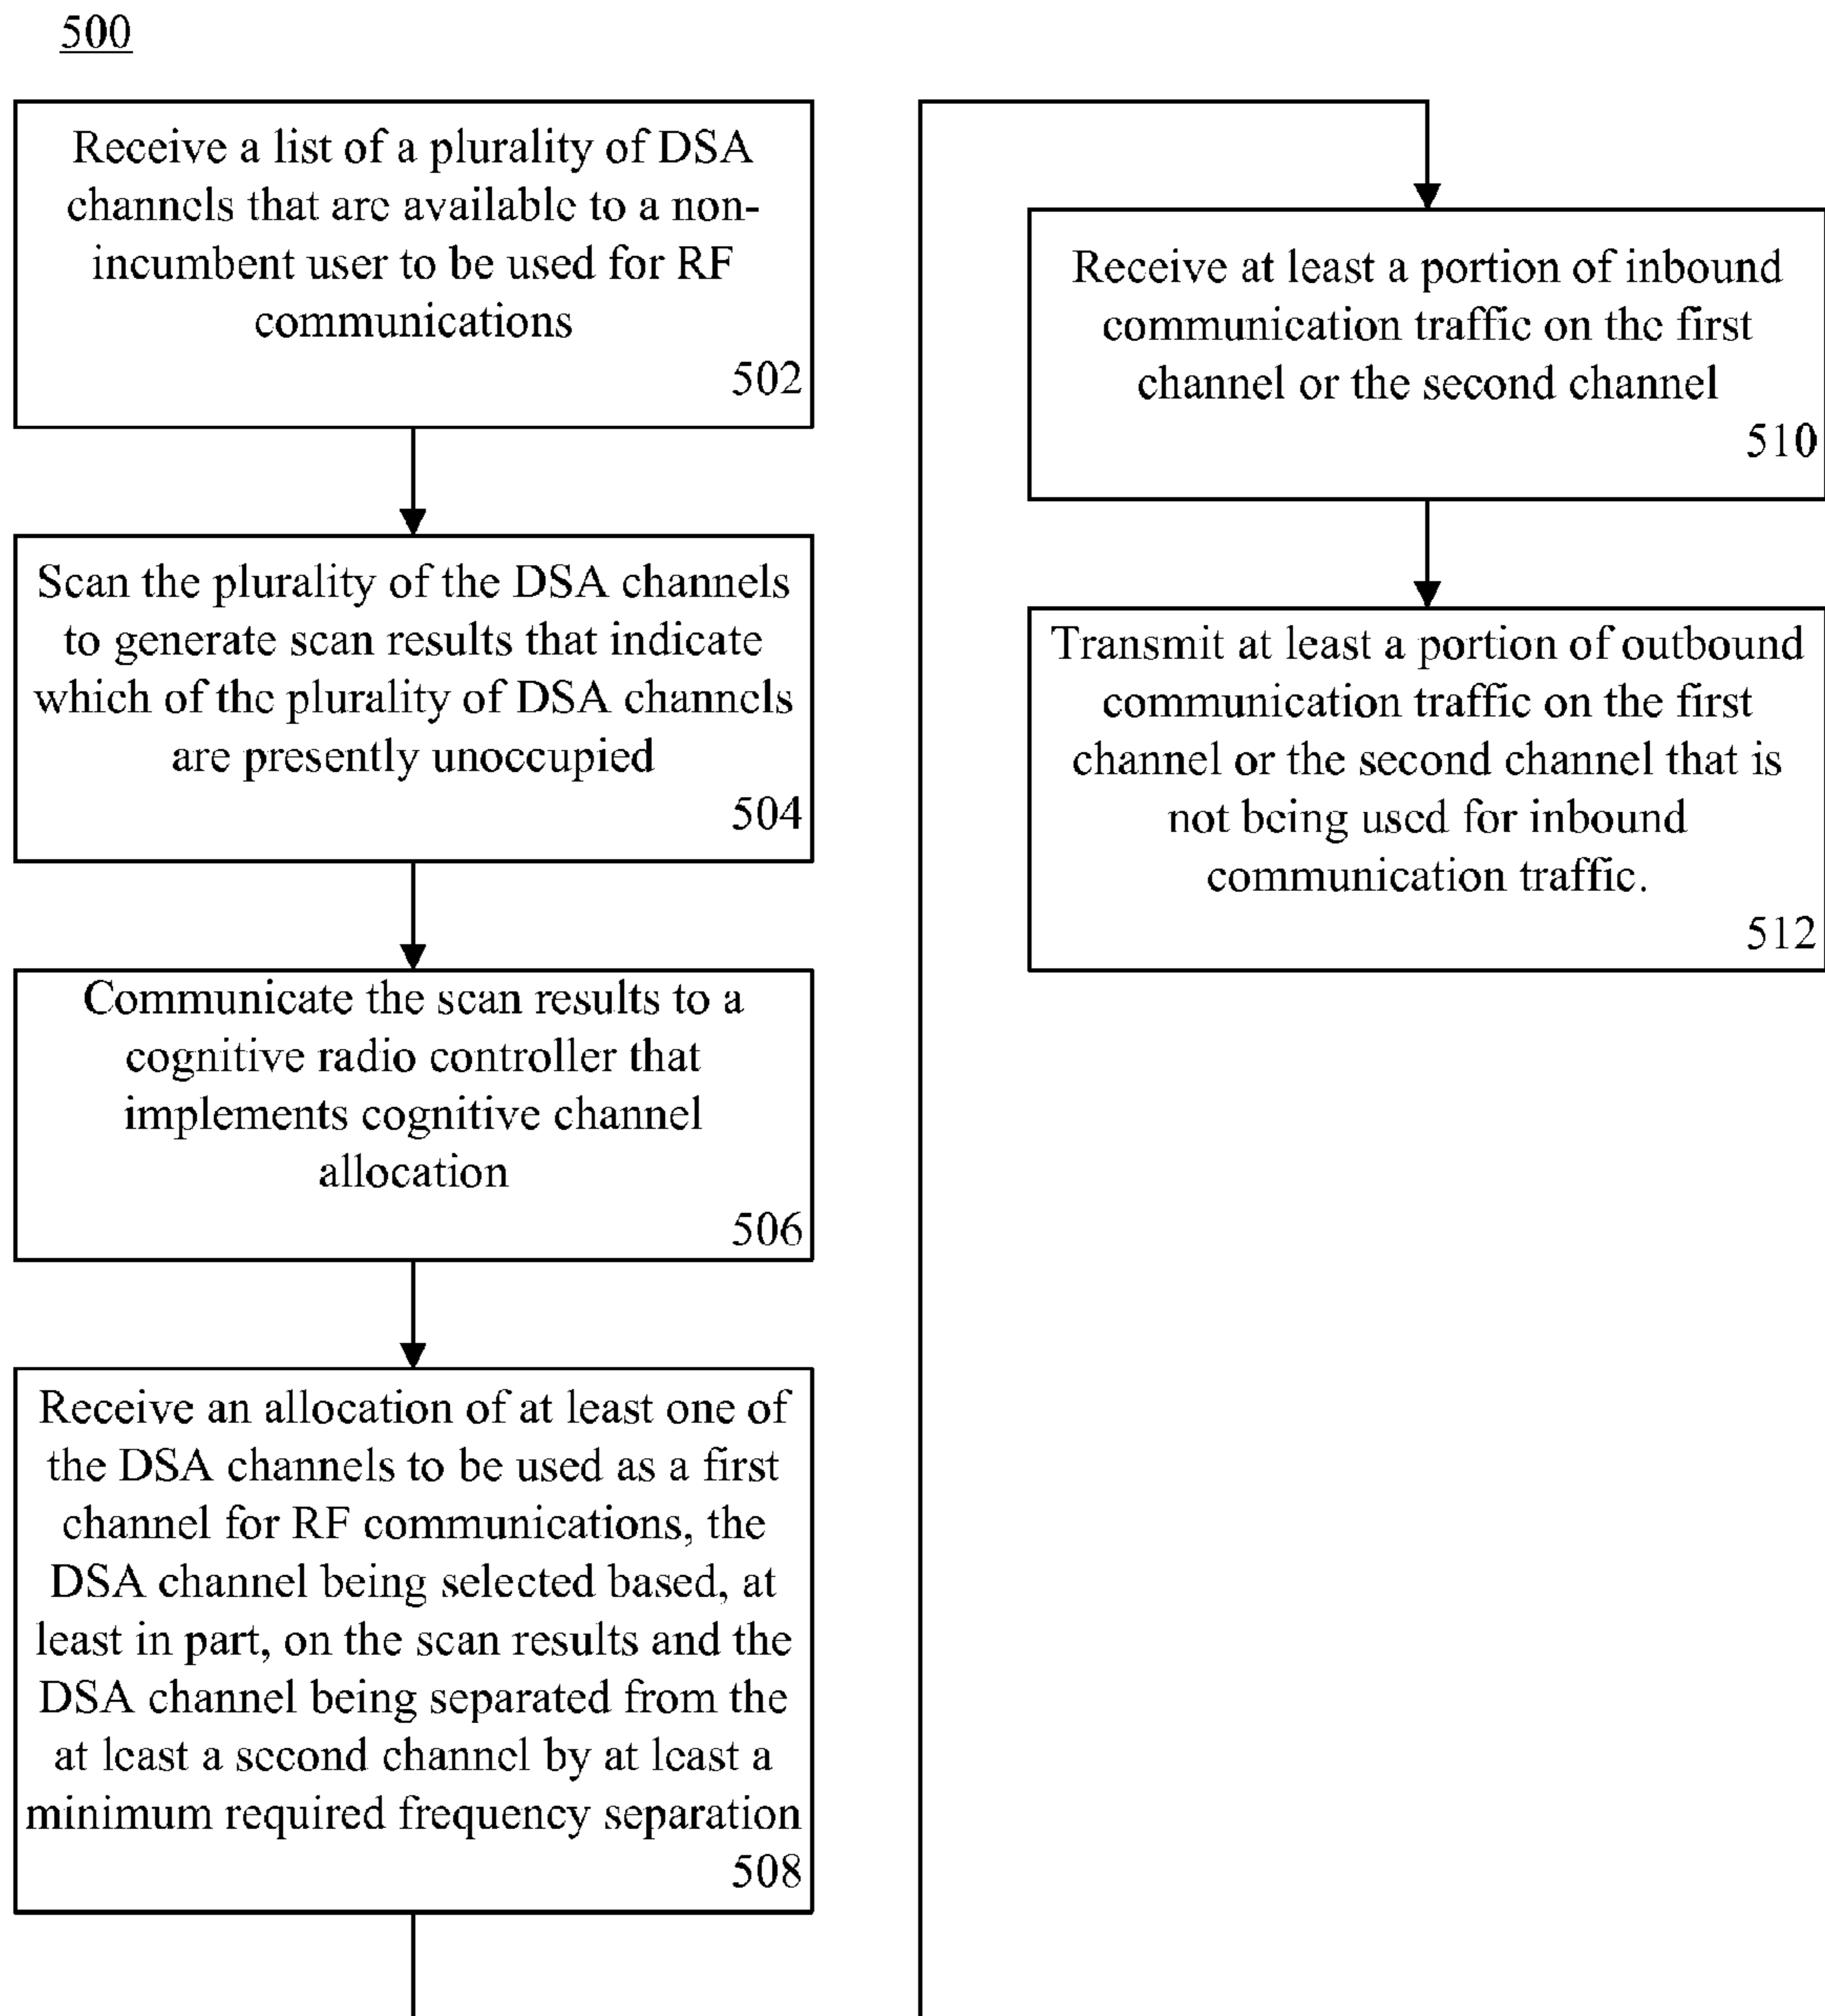 500
Receive a list of a plurality of DSA
channels that are available to a non-
incumbent user to be used for RF
communications
502
Scan the plurality of the DSA channels
to generate scan results that indicate
which of the plurality of DSA channels
are presently unoccupied
504
Communicate the scan results to a
cognitive radio controller that
implements cognitive channel
allocation
506
Receive an allocation of at least one of
the DSA channels to be used as a first
channel for RF communications, the
DSA channel being selected based, at
least in part, on the scan results and the
DSA channel being separated from the
at least a second channel by at least a
minimum required frequency separation
508
Receive at least a portion of inbound
communication traffic on the first
channel or the second channel
510
Transmit at least a portion of outbound
communication traffic on the first
channel or the second channel that is
not being used for inbound
communication traffic.
512